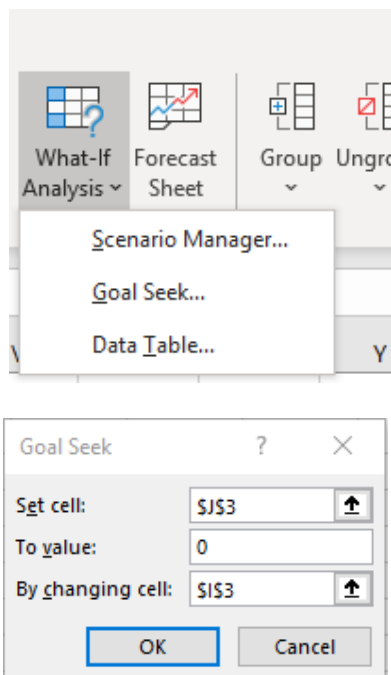 What-If Analysis
Forecast Sheet
Group
Scenario Manager...
Goal Seek...
Data Table...
Y
Goal Seek ? ×
Set cell: $J$3
To value: 0
By changing cell: $I$3
OK Cancel